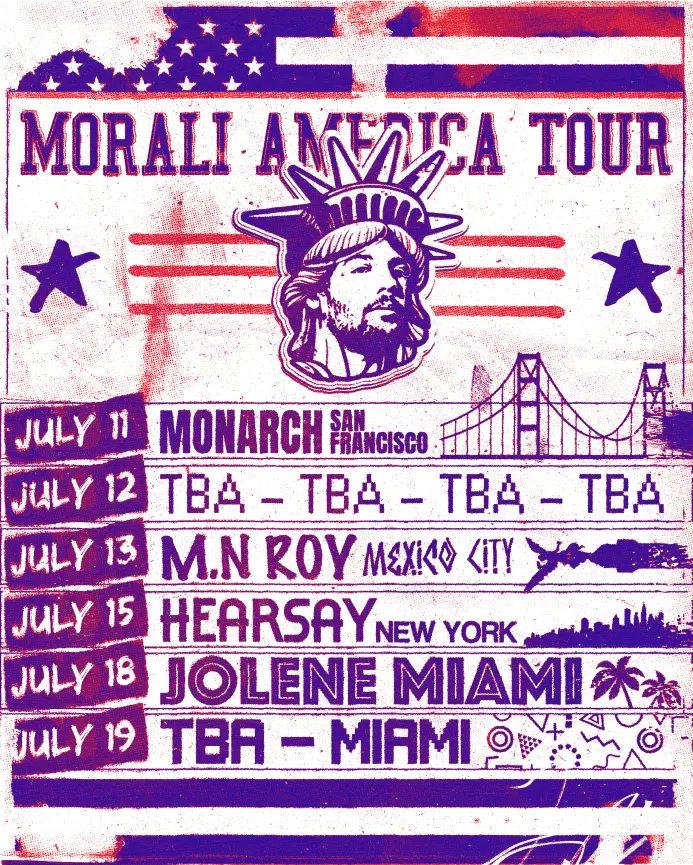 MORALI AMERICA TOUR
JULY 11 MONARCH SAN FRANCISCO
JULY 12 TBA – TBA – TBA – TBA
JULY 13 M.N ROY MEXICO CITY
JULY 15 HEARSAY NEW YORK
JULY 18 JOLENE MIAMI
JULY 19 TBA – MIAMI